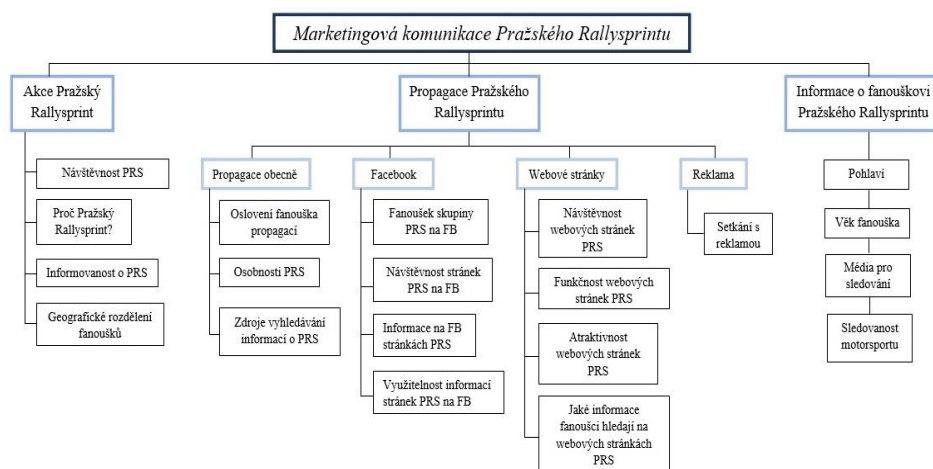 Marketingová komunikace Pražského Rallysprintu
Akce Pražský
Rallysprint
Propagace Pražského
Rallysprintu
Informace o fanouškovi
Pražského Rallysprintu
Návštěvnost PRS
Proč Pražský
Rallysprint?
Informovanost o PRS
Geografické rozdělení
fanoušků
Propagace obecně
Oslovení fanouška
propagací
Osobnosti PRS
Zdroje vyhledávání
informací o PRS
Facebook
Fanoušek skupiny
PRS na FB
Návštěvnost stránek
PRS na FB
Informace na FB
stránkách PRS
Využitelnost informací
stránek PRS na FB
Webové stránky
Návštěvnost
webových stránek
PRS
Funkčnost webových
stránek PRS
Atraktivnost
webových stránek
PRS
Jaké informace
fanoušci hledají na
webových stránkách
PRS
Reklama
Setkání s
reklamou
Pohlaví
Věk fanouška
Média pro
sledování
Sledovanost
motorsportu